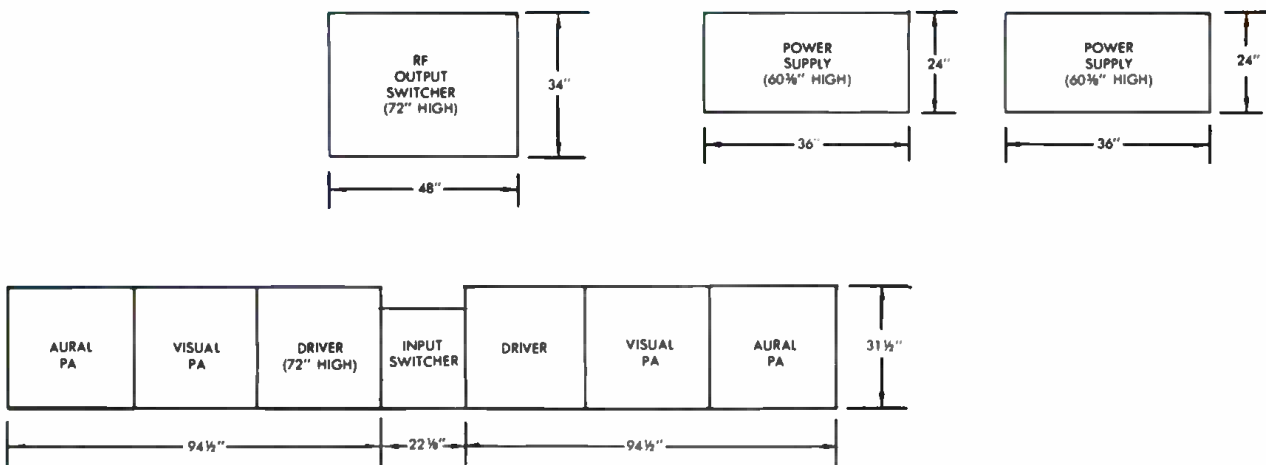 RF
OUTPUT
SWITCHER
(72" HIGH)
34"
48"
POWER
SUPPLY
(60⅜" HIGH)
24"
36"
POWER
SUPPLY
(60⅜" HIGH)
24"
36"
AURAL
PA
VISUAL
PA
DRIVER
(72" HIGH)
INPUT
SWITCHER
DRIVER
VISUAL
PA
AURAL
PA
31½"
94½"
22⅛"
94½"